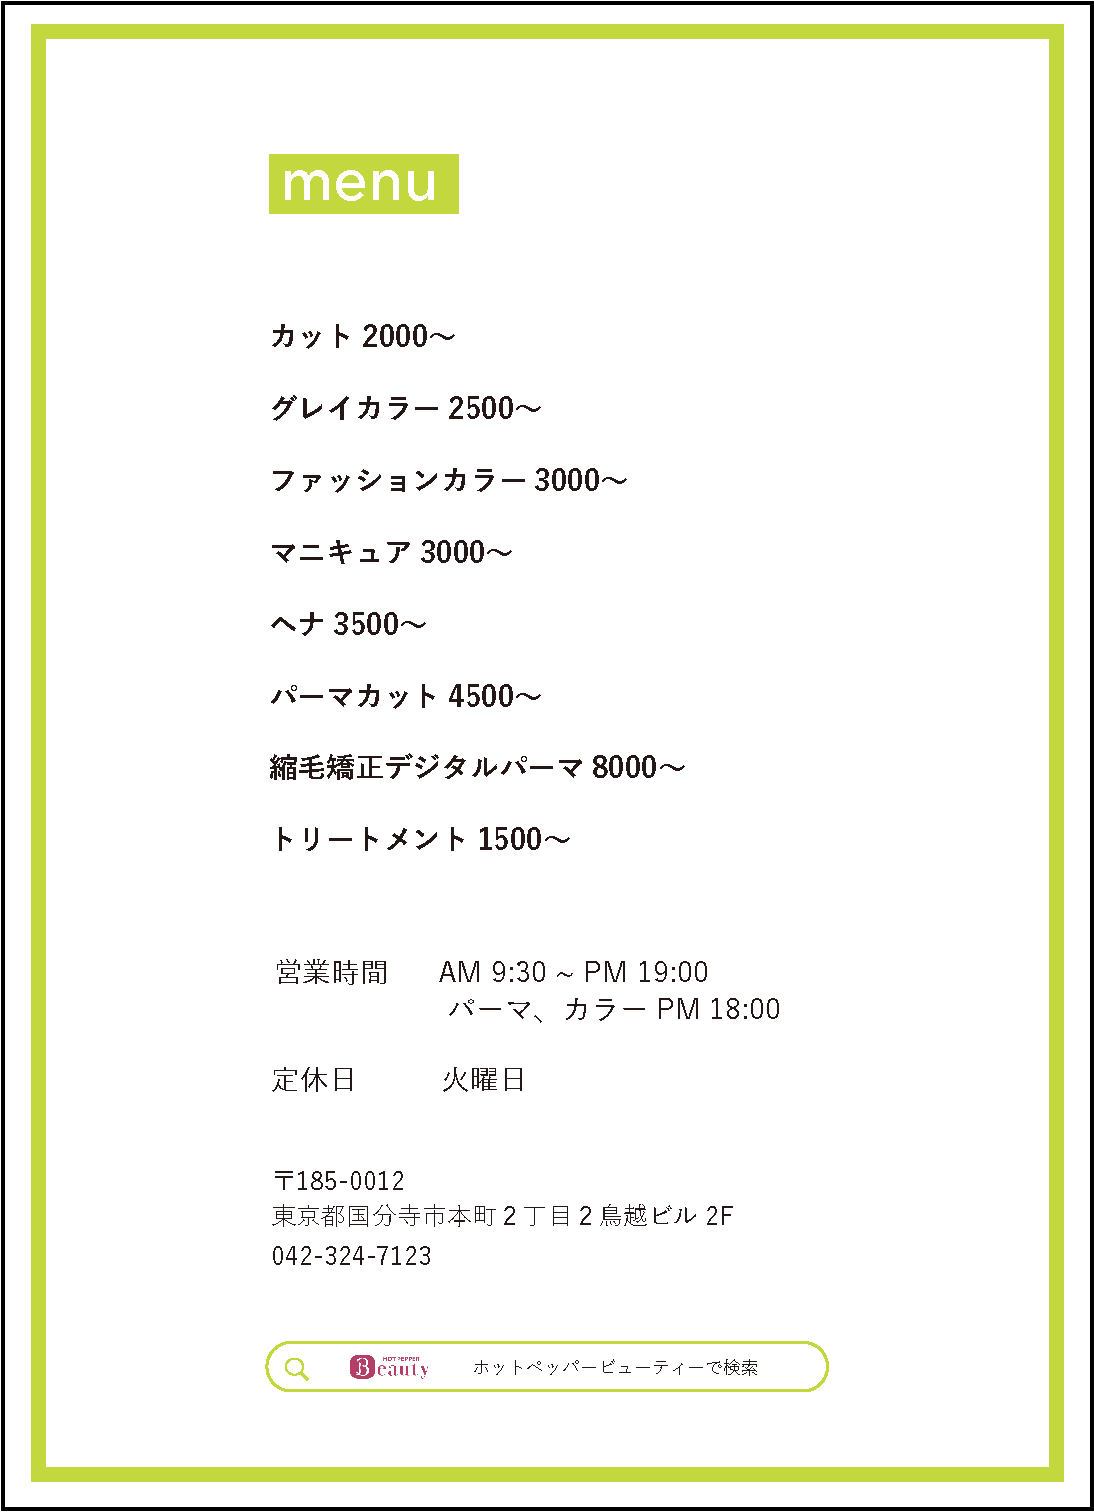 menu
カット 2000～
グレイカラー 2500～
ファッションカラー 3000～
マニキュア 3000～
ヘナ 3500～
パーマカット 4500～
縮毛矯正デジタルパーマ 8000～
トリートメント 1500～
営業時間 AM 9:30 ~ PM 19:00
パーマ、カラー PM 18:00
定休日 火曜日
〒185-0012
東京都国分寺市本町２丁目２鳥越ビル 2F
042-324-7123
HOT PEPPER
Beauty ホットペッパービューティーで検索